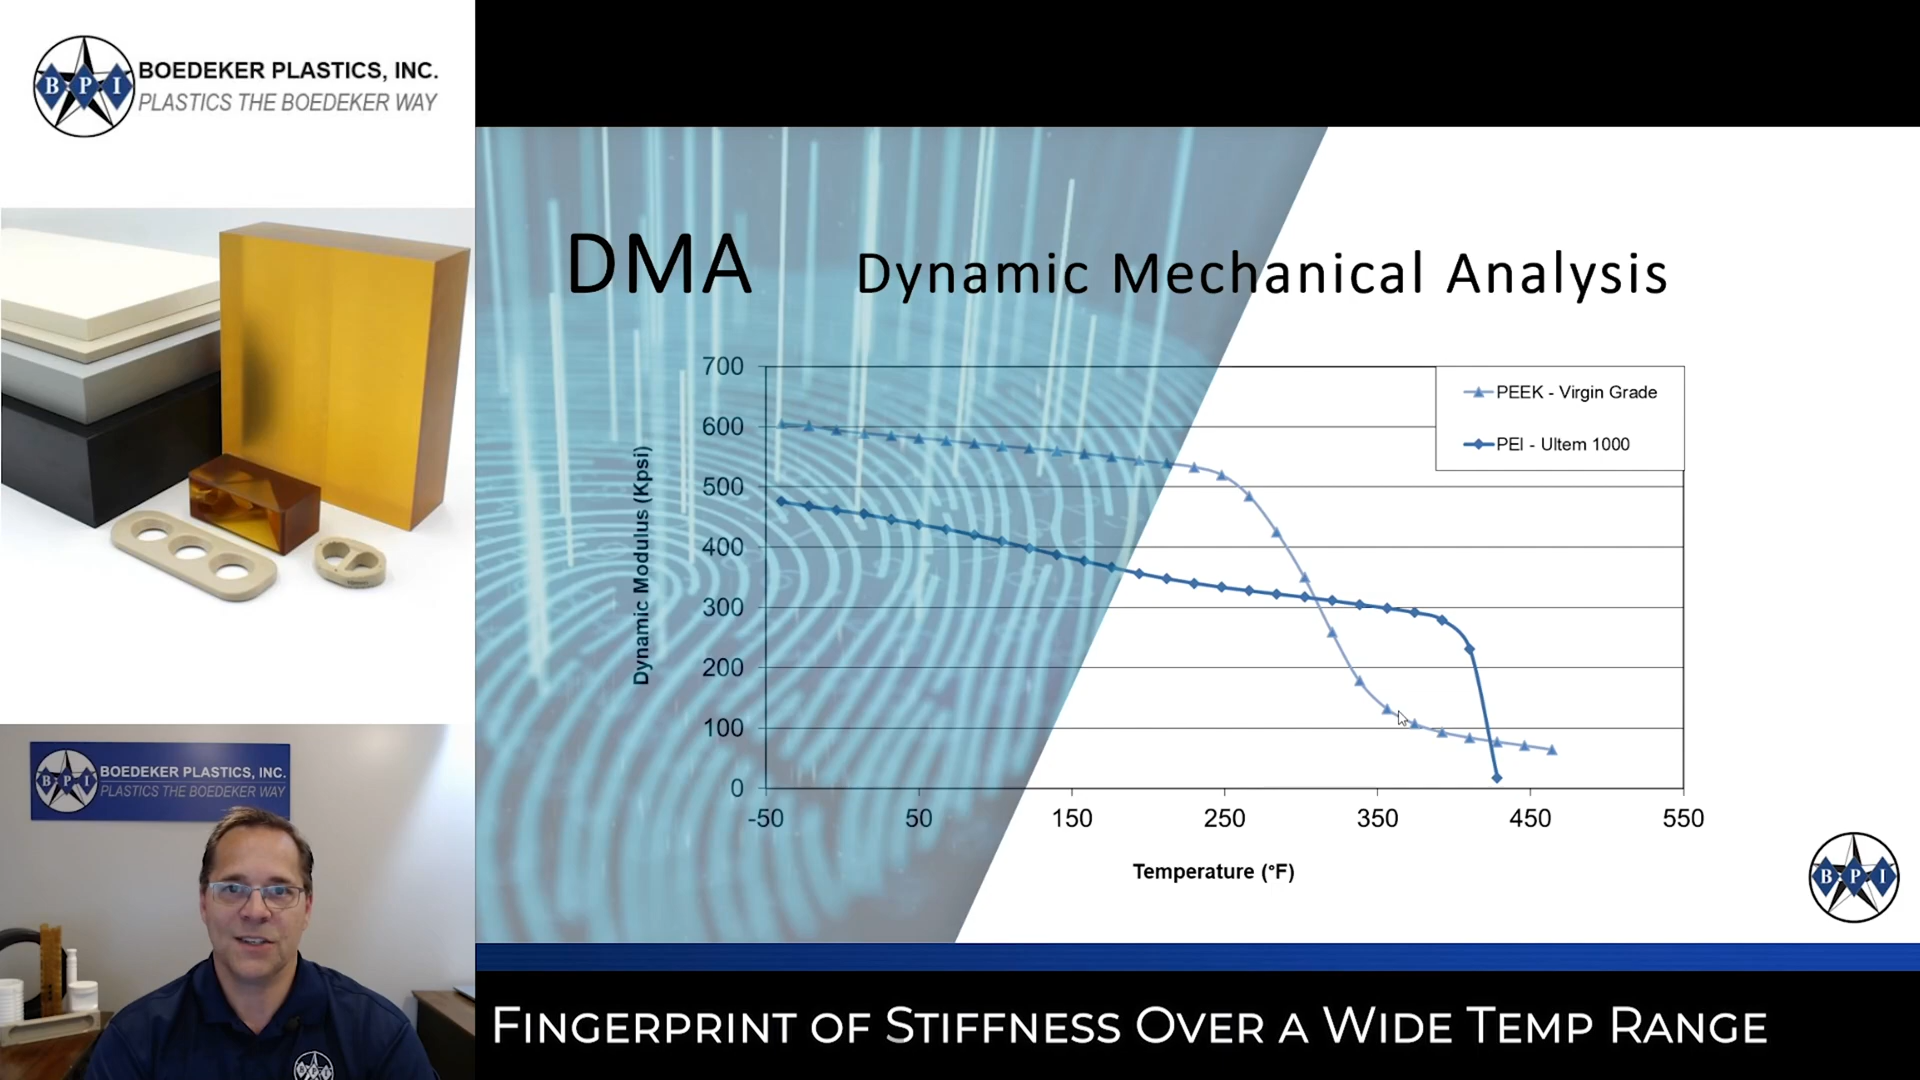 B P I
BOEDEKER PLASTICS, INC.
PLASTICS THE BOEDEKER WAY
DMA
Dynamic Mechanical Analysis
700
600
500
400
300
200
100
0
Dynamic Modulus (Kpsi)
PEEK - Virgin Grade
PEI - Ultem 1000
-50
50
150
250
350
450
550
Temperature (°F)
B P I
BOEDEKER PLASTICS, INC.
PLASTICS THE BOEDEKER WAY
B P I
B P I
FINGERPRINT OF STIFFNESS OVER A WIDE TEMP RANGE